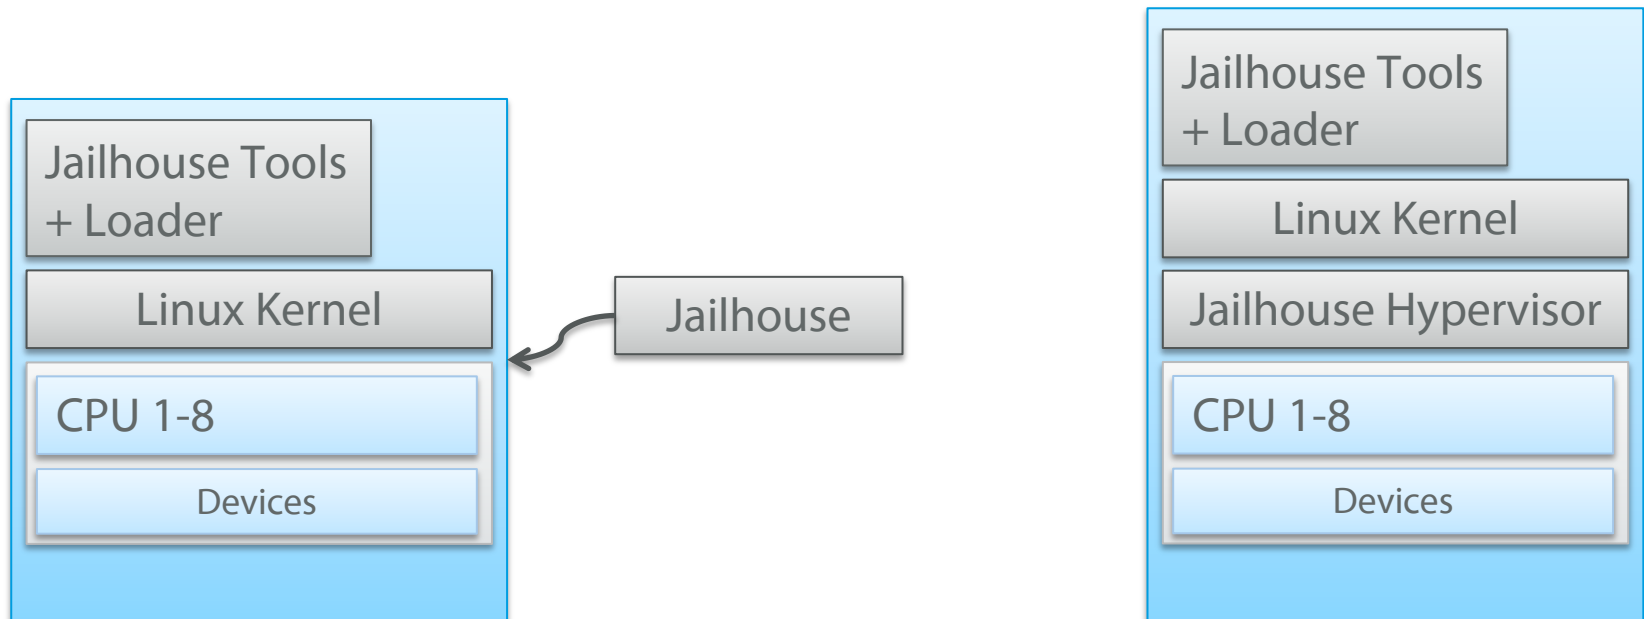 Jailhouse Tools
+ Loader
Linux Kernel
CPU 1-8
Devices
Jailhouse
Jailhouse Tools
+ Loader
Linux Kernel
Jailhouse Hypervisor
CPU 1-8
Devices